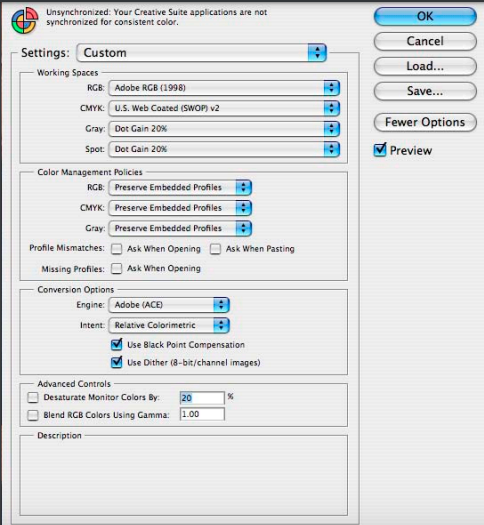 Unsynchronized: Your Creative Suite applications are not
synchronized for consistent color.
OK
Cancel
Load...
Save...
Fewer Options
Preview
Settings: Custom
Working Spaces
RGB: Adobe RGB (1998)
CMYK: U.S. Web Coated (SWOP) v2
Gray: Dot Gain 20%
Spot: Dot Gain 20%
Color Management Policies
RGB: Preserve Embedded Profiles
CMYK: Preserve Embedded Profiles
Gray: Preserve Embedded Profiles
Profile Mismatches: Ask When Opening Ask When Pasting
Missing Profiles: Ask When Opening
Conversion Options
Engine: Adobe (ACE)
Intent: Relative Colorimetric
Use Black Point Compensation
Use Dither (8-bit/channel images)
Advanced Controls
Desaturate Monitor Colors By: 20 %
Blend RGB Colors Using Gamma: 1.00
Description